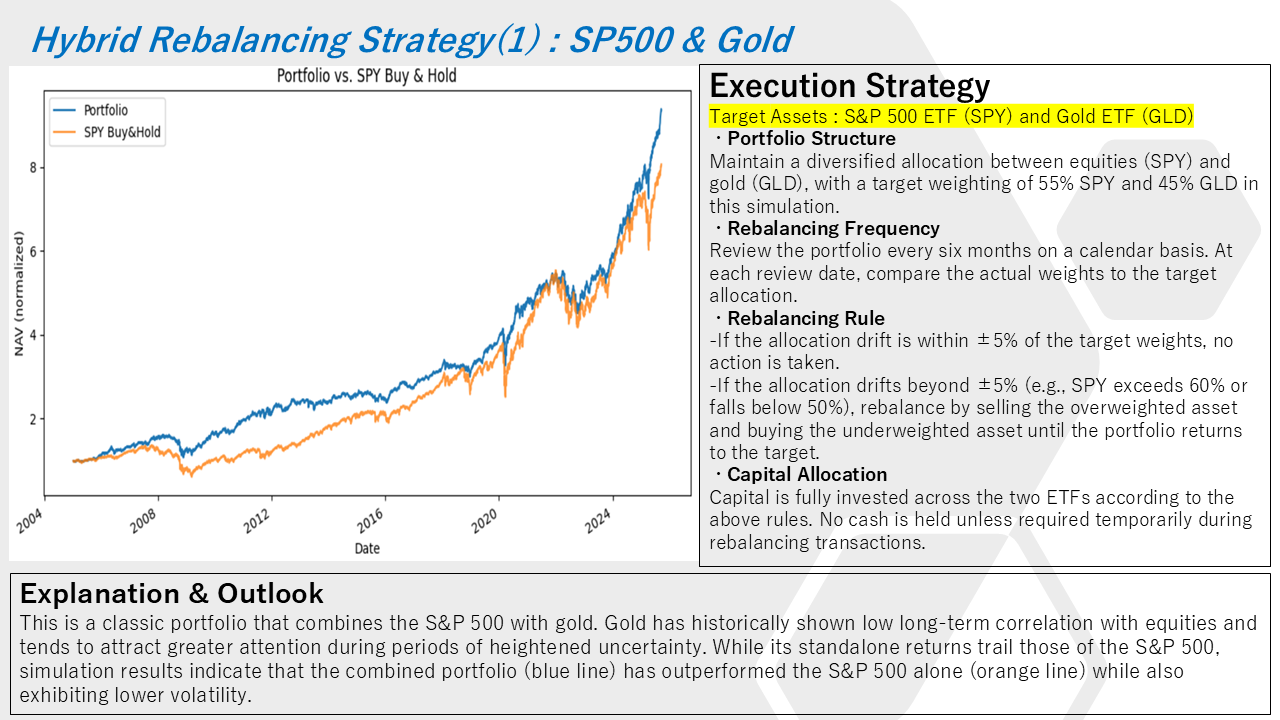 Hybrid Rebalancing Strategy(1) : SP500 & Gold
Portfolio vs. SPY Buy & Hold
Portfolio
SPY Buy&Hold
NAV (normalized)
8
6
4
2
2004
2008
2012
2016
2020
2024
Date
Execution Strategy
Target Assets : S&P 500 ETF (SPY) and Gold ETF (GLD)
・Portfolio Structure
Maintain a diversified allocation between equities (SPY) and
gold (GLD), with a target weighting of 55% SPY and 45% GLD in
this simulation.
・Rebalancing Frequency
Review the portfolio every six months on a calendar basis. At
each review date, compare the actual weights to the target
allocation.
・Rebalancing Rule
-If the allocation drift is within ±5% of the target weights, no
action is taken.
-If the allocation drifts beyond ±5% (e.g., SPY exceeds 60% or
falls below 50%), rebalance by selling the overweighted asset
and buying the underweighted asset until the portfolio returns
to the target.
・Capital Allocation
Capital is fully invested across the two ETFs according to the
above rules. No cash is held unless required temporarily during
rebalancing transactions.
Explanation & Outlook
This is a classic portfolio that combines the S&P 500 with gold. Gold has historically shown low long-term correlation with equities and
tends to attract greater attention during periods of heightened uncertainty. While its standalone returns trail those of the S&P 500,
simulation results indicate that the combined portfolio (blue line) has outperformed the S&P 500 alone (orange line) while also
exhibiting lower volatility.